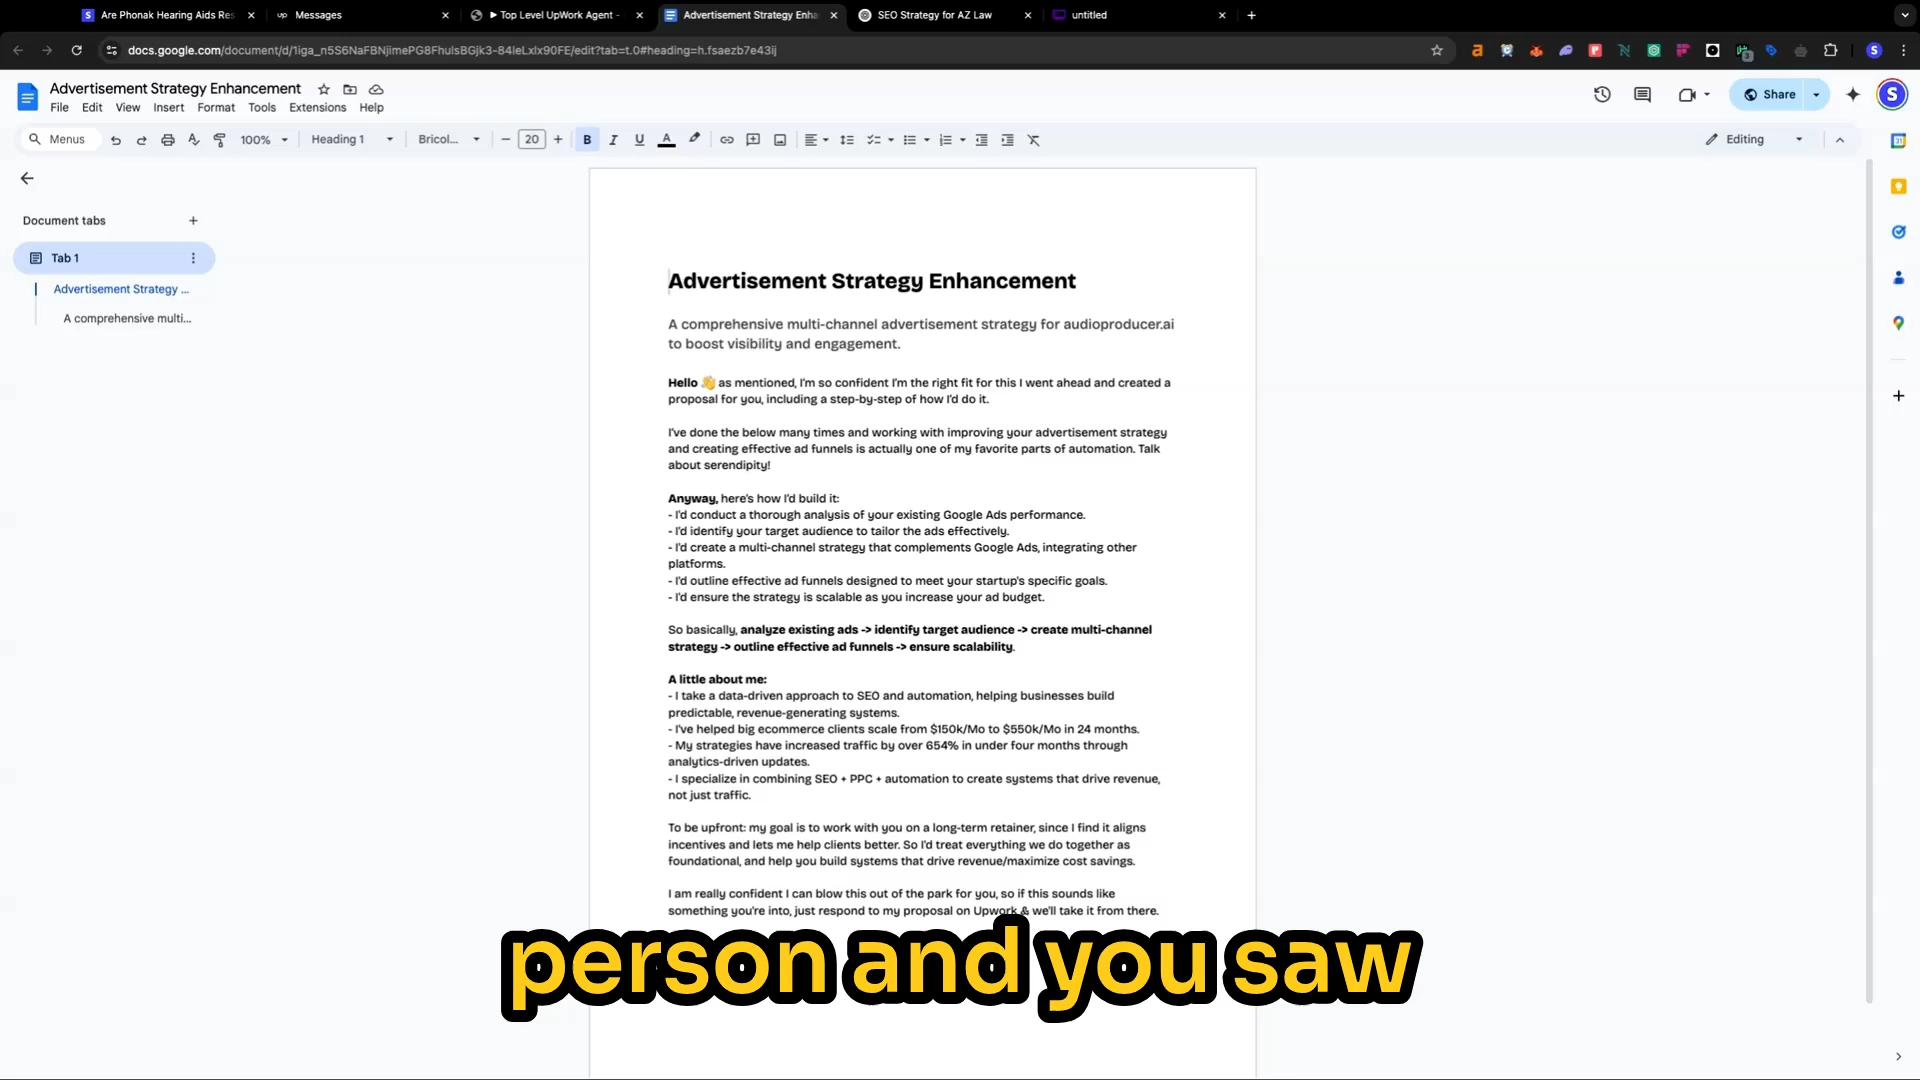 Are Phonak Hearing Aids Res
Messages
Top Level UpWork Agent -
Advertisement Strategy Enha
SEO Strategy for AZ Law
untitled
docs.google.com/document/d/1iga_n5S6NaFBNjimePG8FhulsBGjk3-84leLxlx90FE/edit?tab=t.0#heading=h.fsaezb7e43ij
Advertisement Strategy Enhancement
File Edit View Insert Format Tools Extensions Help
Share
S
Menus
100%
Heading 1
Bricol...
20
B I U A
Editing
Document tabs
Tab 1
Advertisement Strategy ...
A comprehensive multi...
Advertisement Strategy Enhancement
A comprehensive multi-channel advertisement strategy for audioproducer.ai
to boost visibility and engagement.
Hello 👋 as mentioned, I'm so confident I'm the right fit for this I went ahead and created a
proposal for you, including a step-by-step of how I'd do it.
I've done the below many times and working with improving your advertisement strategy
and creating effective ad funnels is actually one of my favorite parts of automation. Talk
about serendipity!
Anyway, here's how I'd build it:
- I'd conduct a thorough analysis of your existing Google Ads performance.
- I'd identify your target audience to tailor the ads effectively.
- I'd create a multi-channel strategy that complements Google Ads, integrating other
platforms.
- I'd outline effective ad funnels designed to meet your startup's specific goals.
- I'd ensure the strategy is scalable as you increase your ad budget.
So basically, analyze existing ads -> identify target audience -> create multi-channel
strategy -> outline effective ad funnels -> ensure scalability.
A little about me:
- I take a data-driven approach to SEO and automation, helping businesses build
predictable, revenue-generating systems.
- I've helped big ecommerce clients scale from $150k/Mo to $550k/Mo in 24 months.
- My strategies have increased traffic by over 654% in under four months through
analytics-driven updates.
- I specialize in combining SEO + PPC + automation to create systems that drive revenue,
not just traffic.
To be upfront: my goal is to work with you on a long-term retainer, since I find it aligns
incentives and lets me help clients better. So I'd treat everything we do together as
foundational, and help you build systems that drive revenue/maximize cost savings.
I am really confident I can blow this out of the park for you, so if this sounds like
something you're into, just respond to my proposal on Upwork & we'll take it from there.
person and you saw